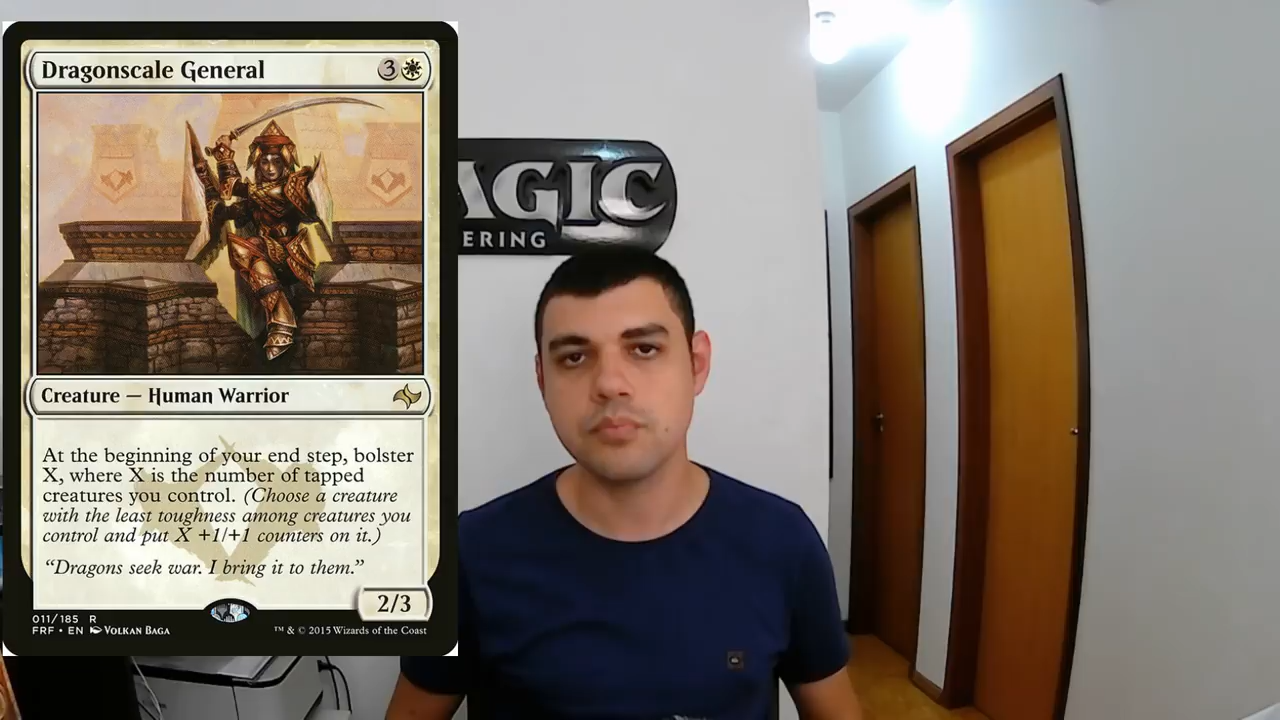 Dragonscale General
3
Creature — Human Warrior
At the beginning of your end step, bolster
X, where X is the number of tapped
creatures you control. (Choose a creature
with the least toughness among creatures you
control and put X +1/+1 counters on it.)
“Dragons seek war. I bring it to them.”
2/3
011/185 R
FRF • EN VOLKAN BAGA
™ & © 2015 Wizards of the Coast
AGIC
ERING